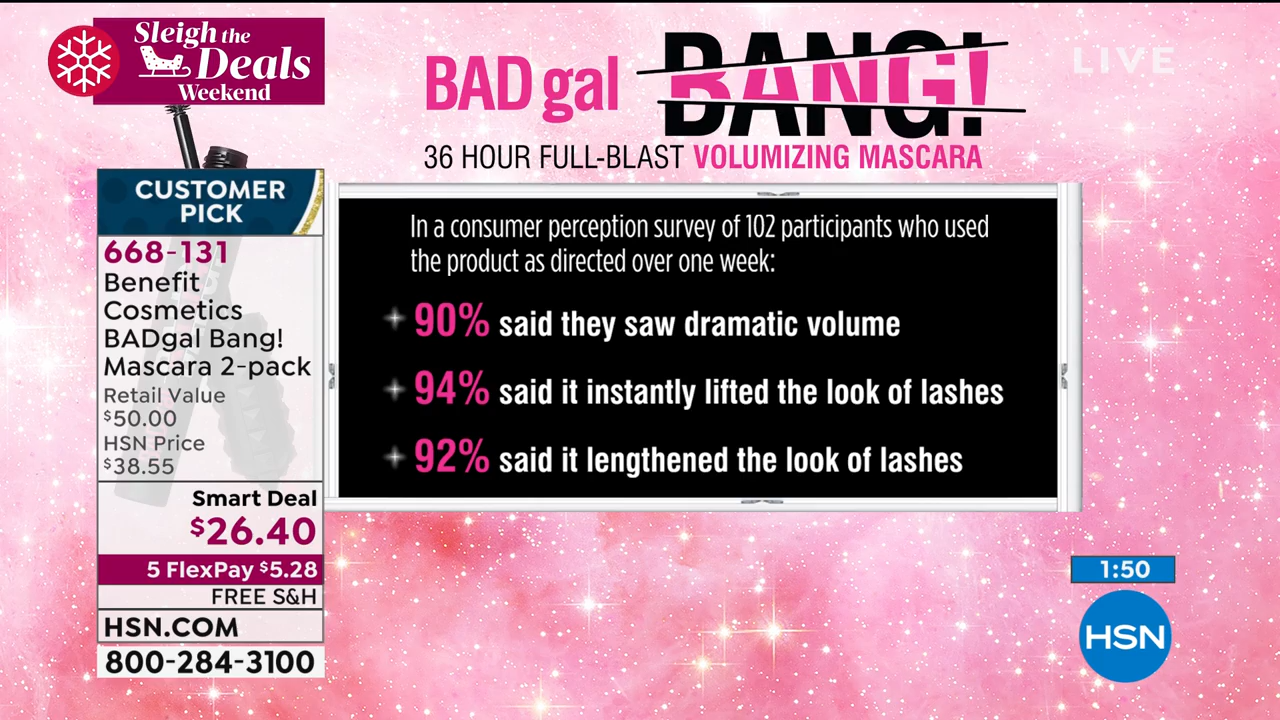 Sleigh the
Deals
Weekend
BADgal BANG!
36 HOUR FULL-BLAST VOLUMIZING MASCARA
LIVE
CUSTOMER
PICK
668-131
Benefit
Cosmetics
BADgal Bang!
Mascara 2-pack
Retail Value
$50.00
HSN Price
$38.55
Smart Deal
$26.40
5 FlexPay $5.28
FREE S&H
HSN.COM
800-284-3100
In a consumer perception survey of 102 participants who used
the product as directed over one week:
90% said they saw dramatic volume
94% said it instantly lifted the look of lashes
92% said it lengthened the look of lashes
1:50
HSN